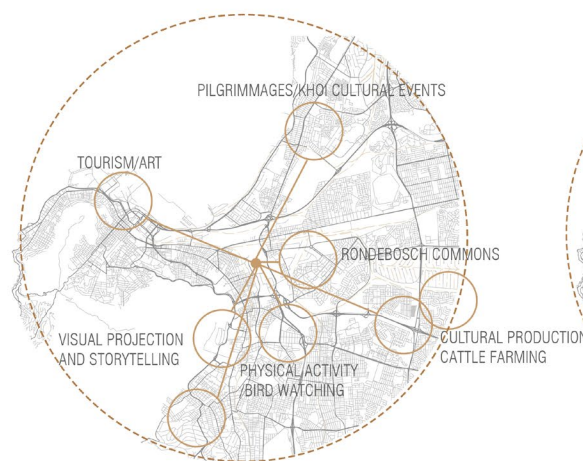 PILGRIMMAGES/KHOI CULTURAL EVENTS
TOURISM/ART
RONDEBOSCH COMMONS
VISUAL PROJECTION
AND STORYTELLING
PHYSICAL ACTIVITY
BIRD WATCHING
CULTURAL PRODUCTION
CATTLE FARMING